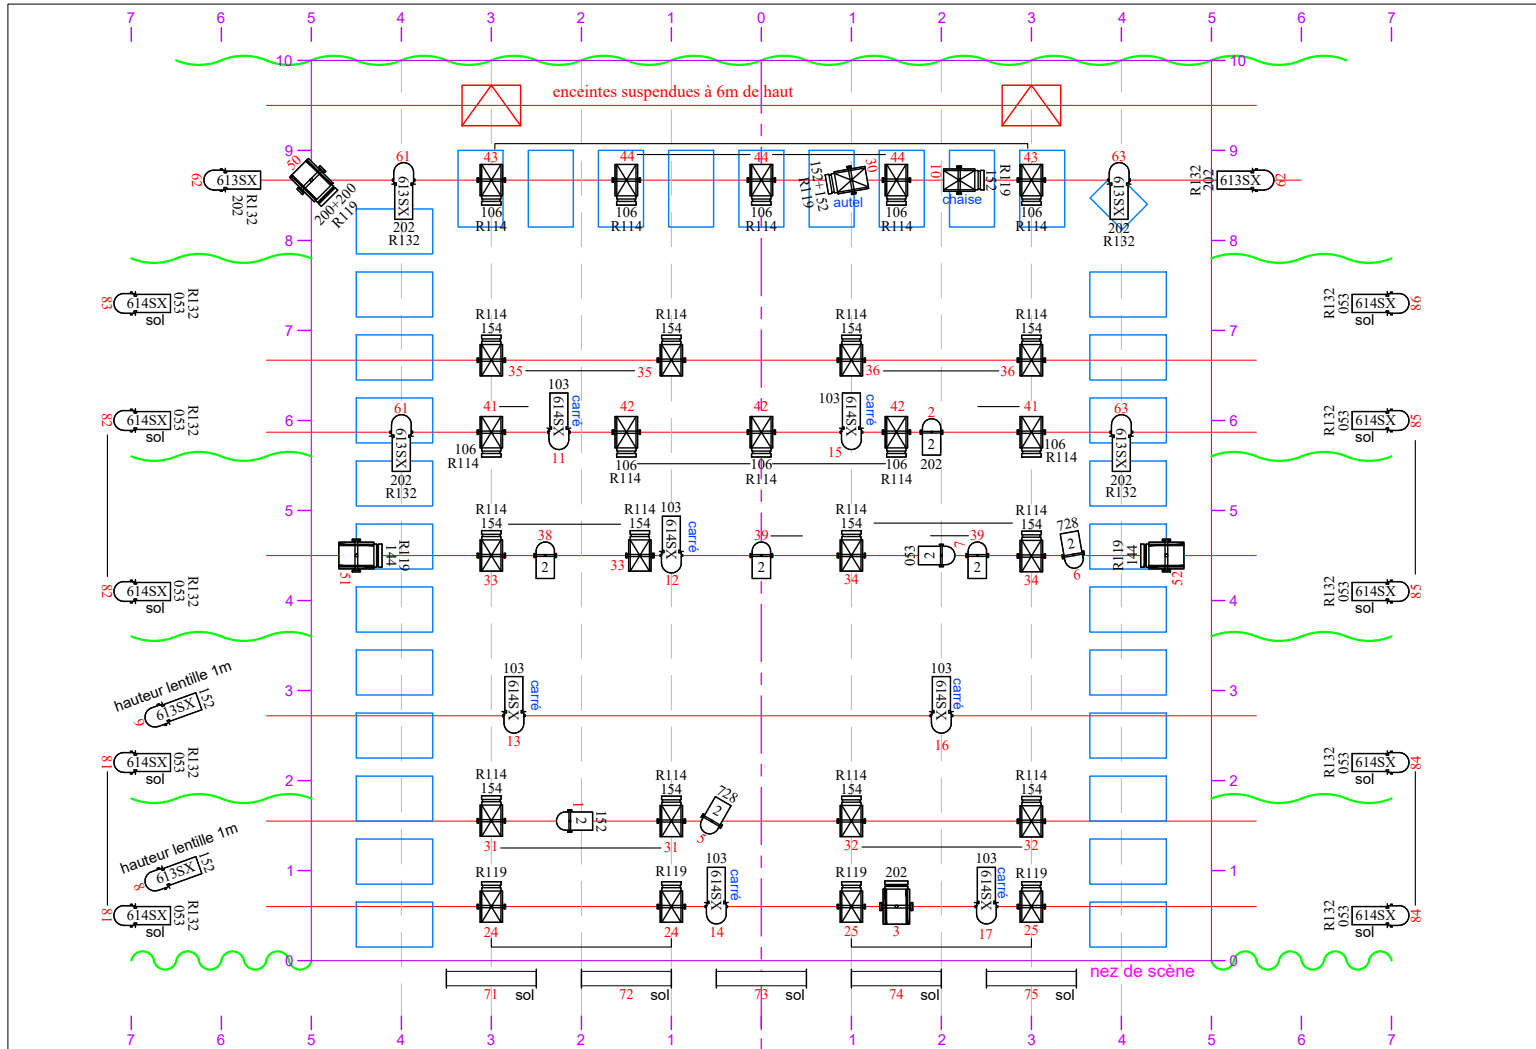 7 6 5 4 3 2 1 0 1 2 3 4 5 6 7
10 10
enceintes suspendues à 6m de haut
9 61 43 44 44 30 44 10 43 63 9
62 613SX R132 202
50 200+200 R119
613SX 202 R132
106 R114
106 R114
106 R114
152+152 R119 autel
106 R114
152 chaise
R119
106 R114
613SX 202 R132
R132 202 613SX 62
8 8
83 614SX R132 053 sol
R132 053 614SX 86 sol
7 7
R114 R114 R114 R114
154 154 154 154
35 35 36 36
103 carré 103 carré
6 6
82 614SX R132 053 sol
61 41 614SX 42 42 614SX 42 2 41 63
R132 053 614SX 85 sol
613SX 202 R132
106 R114
11
106 R114
106 R114
15
106 R114
2 202
106 R114
613SX 202 R132
5 5
R114 R114 103 R114 R114 728
154 154 614SX carré 154 154
51 R119 144
33 38 2 33 12 39 2 34 053 2 7 39 2 34 2 6
R119 144 52
82 614SX R132 053 sol
R132 053 614SX 85 sol
4 4
hauteur lentille 1m
9 613SX 152
3 3
103 614SX carré 13
103 614SX carré 16
81 614SX R132 053 sol
R132 053 614SX 84 sol
2 2
R114 R114 R114 R114
154 154 154 154
1 2 152
728 2 5
31 31 32 32
hauteur lentille 1m
8 613SX 152
1 1
R119 R119 103 R119 202 103 R119
614SX carré 614SX carré
24 24 14 25 3 17 25
81 614SX R132 053 sol
R132 053 614SX 84 sol
0 0
nez de scène
71 sol 72 sol 73 sol 74 sol 75 sol
7 6 5 4 3 2 1 0 1 2 3 4 5 6 7